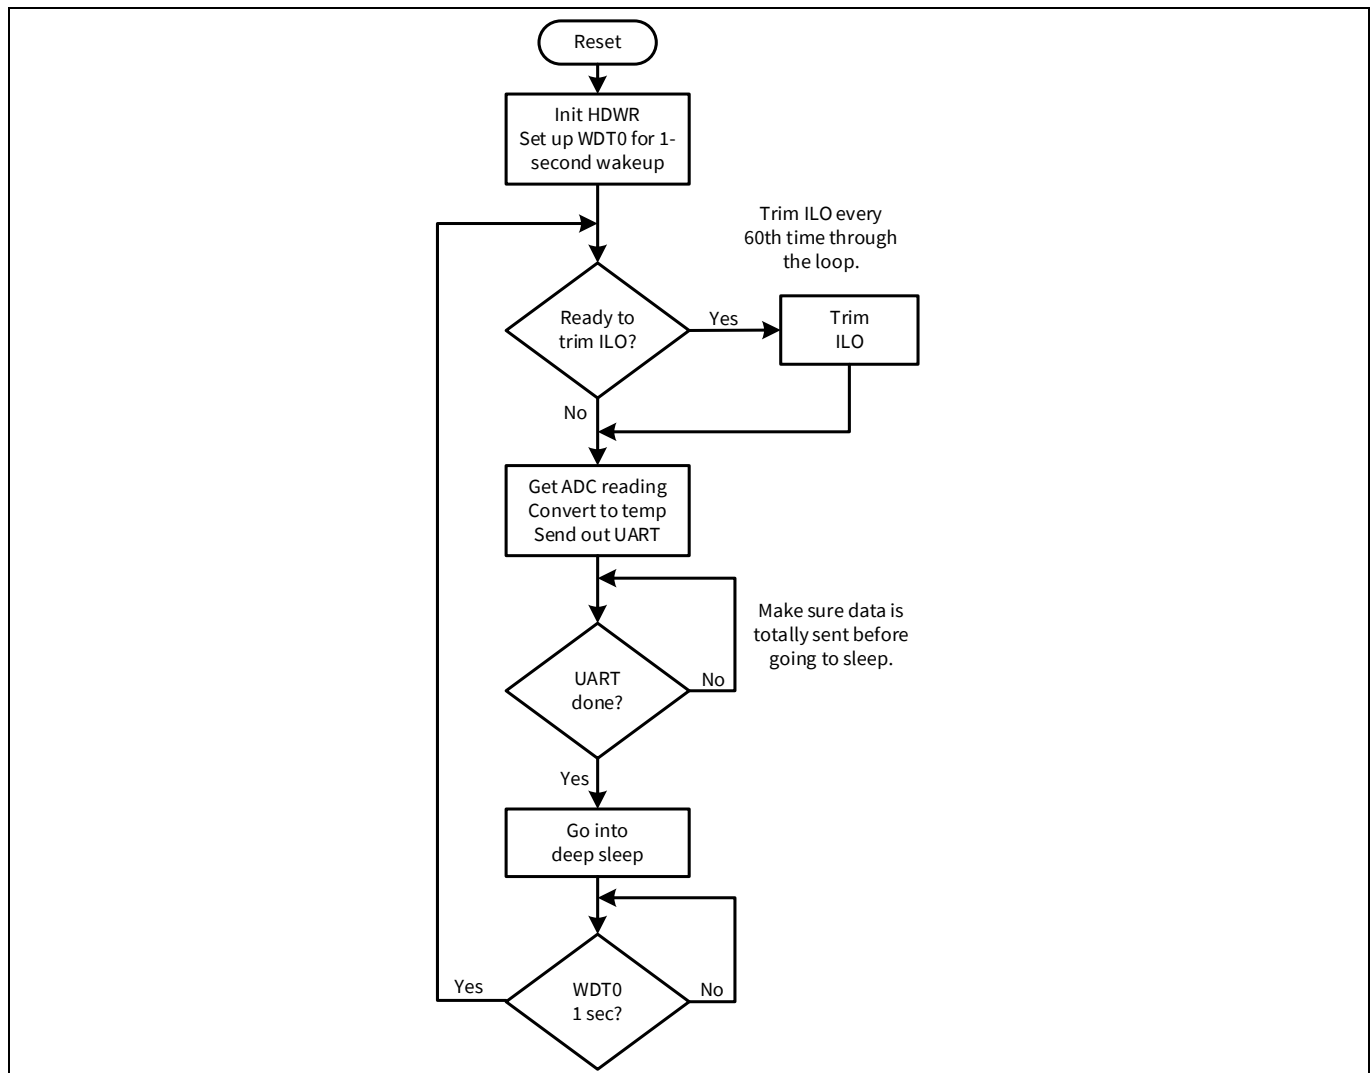 Reset
Init HDWR
Set up WDT0 for 1-
second wakeup
Trim ILO every
60th time through
the loop.
Ready to
trim ILO?
Yes
Trim
ILO
No
Get ADC reading
Convert to temp
Send out UART
Make sure data is
totally sent before
going to sleep.
UART
done?
No
Yes
Go into
deep sleep
Yes
WDT0
1 sec?
No